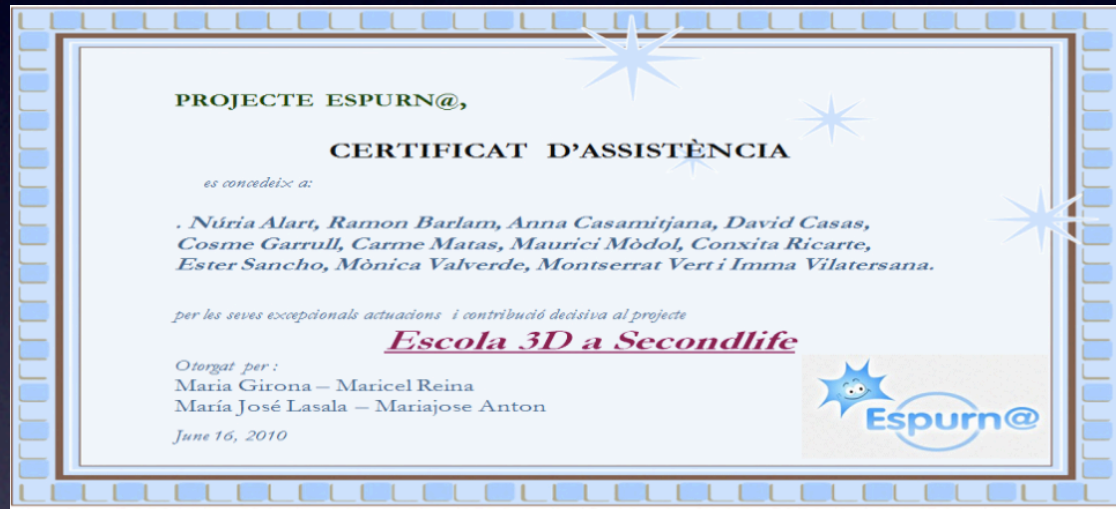 PROJECTE ESPURN@,
CERTIFICAT D'ASSISTÈNCIA
es concedeix a:
. Núria Alart, Ramon Barlam, Anna Casamitjana, David Casas,
Cosme Garrull, Carme Matas, Maurici Mòdol, Conxita Ricarte,
Ester Sancho, Mònica Valverde, Montserrat Vert i Imma Vilatersana.
per les seves excepcionals actuacions i contribució decisiva al projecte
Escola 3D a Secondlife
Otorgat per :
Maria Girona – Maricel Reina
María José Lasala – Mariajose Anton
June 16, 2010
Espurn@